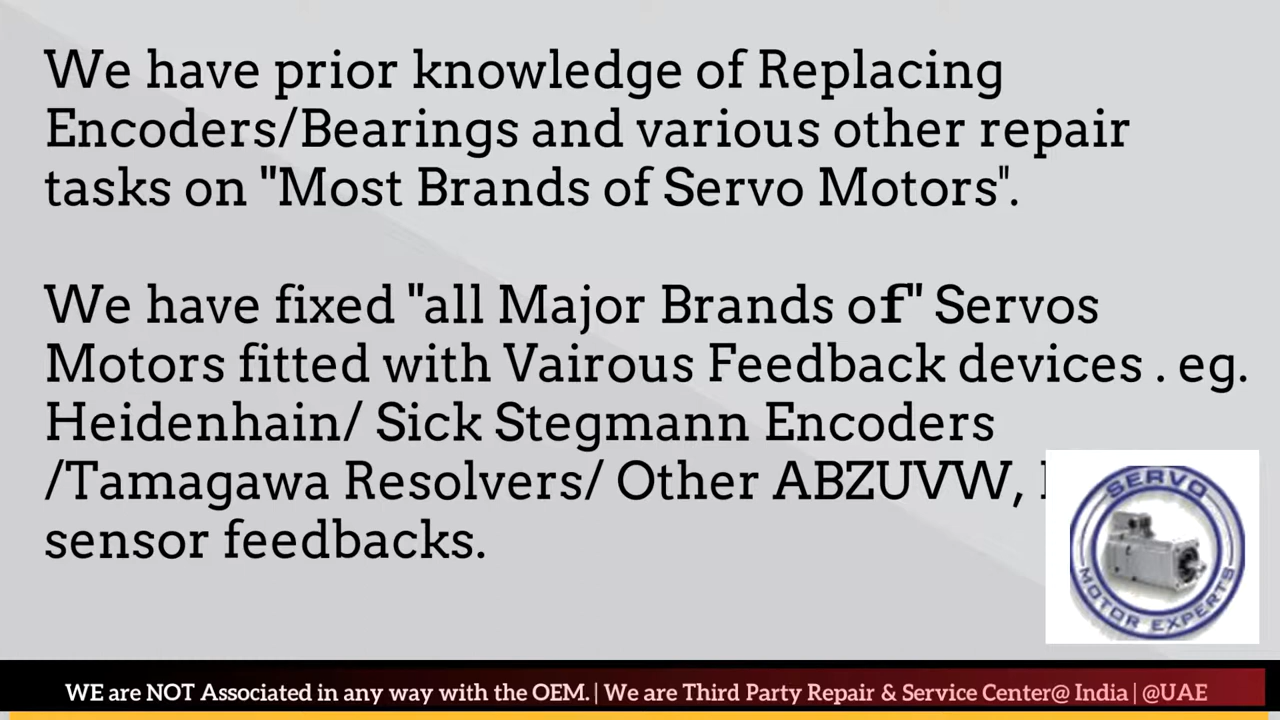 We have prior knowledge of Replacing
Encoders/Bearings and various other repair
tasks on "Most Brands of Servo Motors".
We have fixed "all Major Brands of" Servos
Motors fitted with Vairous Feedback devices . eg.
Heidenhain/ Sick Stegmann Encoders
/Tamagawa Resolvers/ Other ABZUVW,
sensor feedbacks.
SERVO
MOTOR EXPERTS
WE are NOT Associated in any way with the OEM. | We are Third Party Repair & Service Center@ India | @UAE